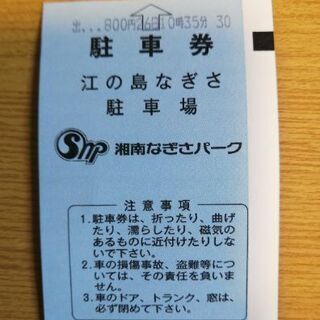 出...800円26日10時35分 30
駐車券
江の島なぎさ
駐車場
SNP 湘南なぎさパーク
注意事項
1.駐車券は、折ったり、曲げ
たり、濡らしたり、磁気の
あるものに近付けたりしな
いで下さい。
2.車の損傷事故、盗難等につ
いては、その責任を負いませ
ん。
3.車のドア、トランク、窓は、
必ず閉めて下さい。